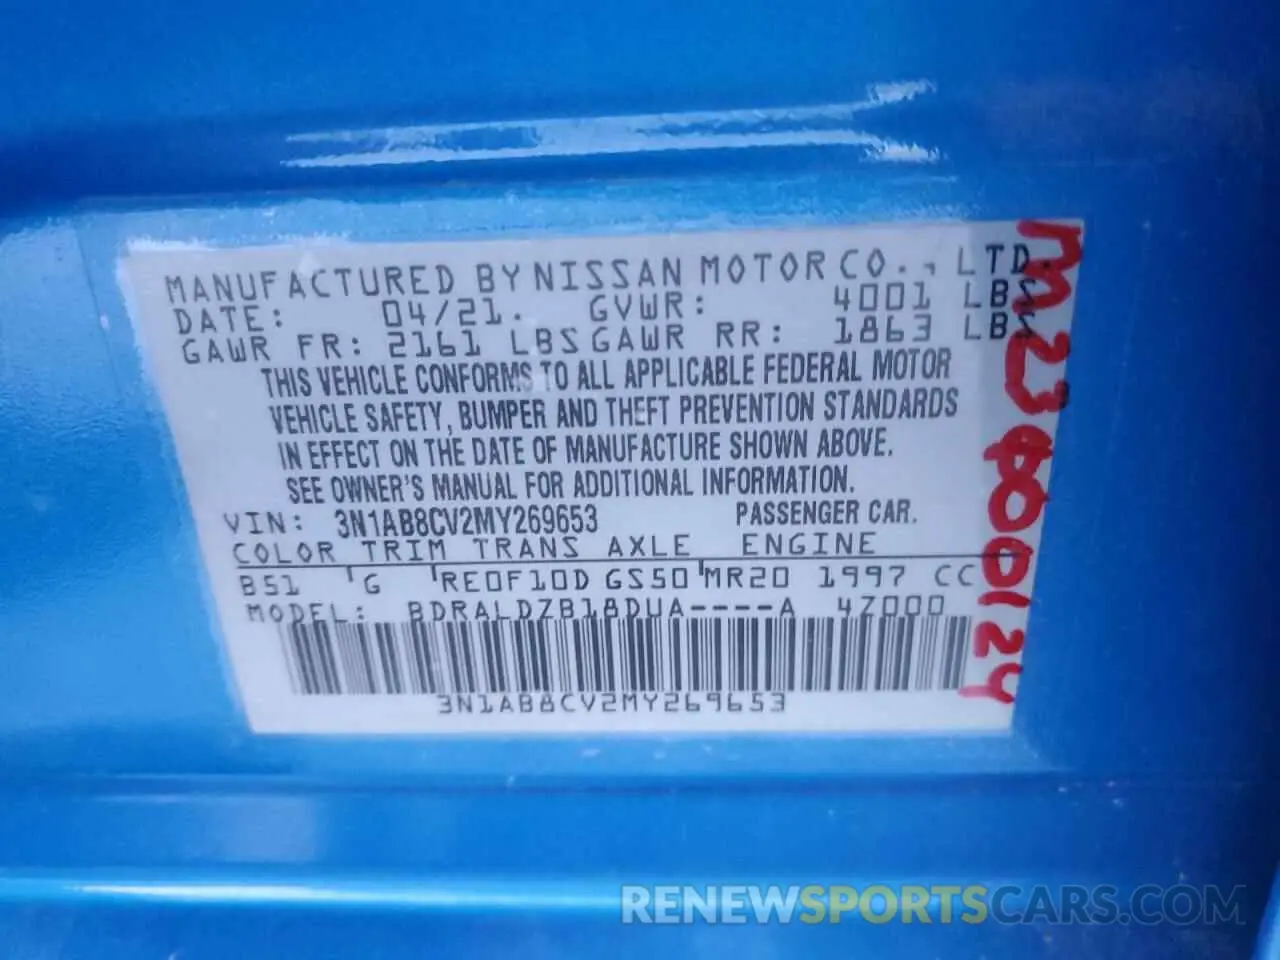 MANUFACTURED BY NISSAN MOTOR CO., LTD.
DATE: 04/21. GVWR: 4001 LBS
GAWR FR: 2161 LBS GAWR RR: 1863 LBS
THIS VEHICLE CONFORMS TO ALL APPLICABLE FEDERAL MOTOR
VEHICLE SAFETY, BUMPER AND THEFT PREVENTION STANDARDS
IN EFFECT ON THE DATE OF MANUFACTURE SHOWN ABOVE.
SEE OWNER'S MANUAL FOR ADDITIONAL INFORMATION.
VIN: 3N1AB8CV2MY269653 PASSENGER CAR.
COLOR TRIM TRANS AXLE ENGINE
B51 G RE0F10D GS50 MR20 1997 CC
MODEL: BDRALDZB18DUA----A 4Z000
3N1AB8CV2MY269653
M23000124
RENEWSPORTSCARS.COM